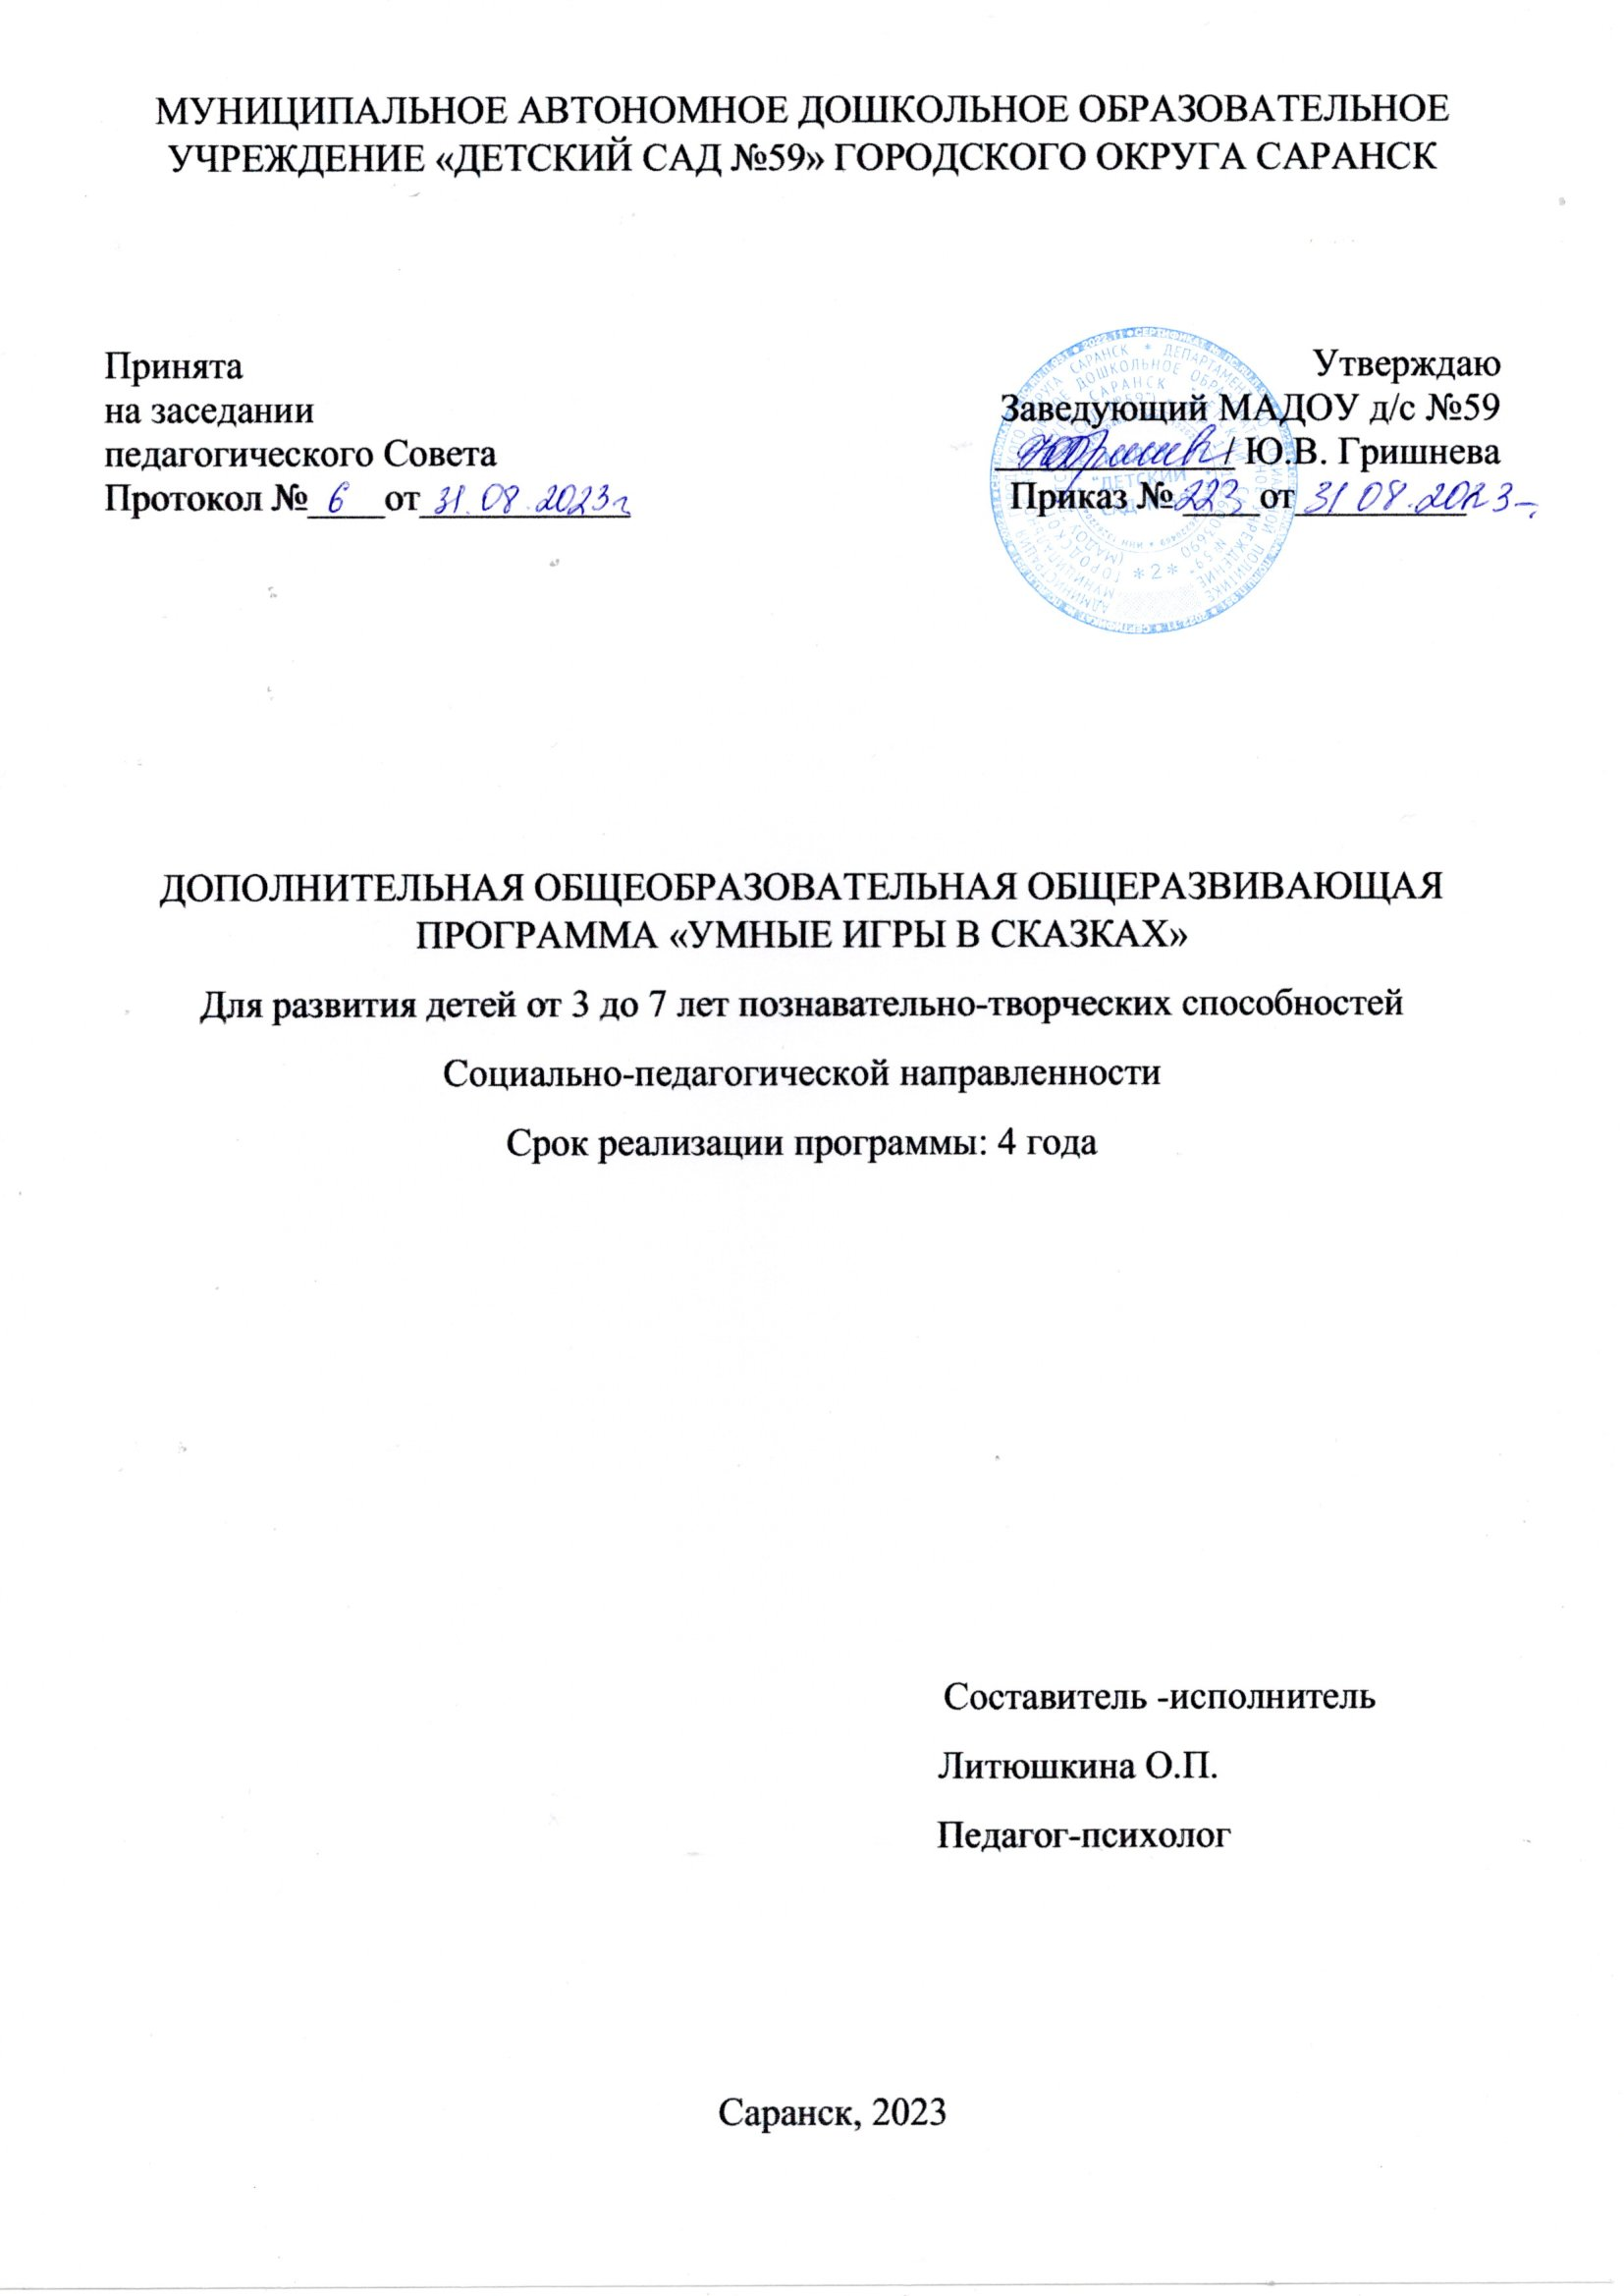 МУНИЦИПАЛЬНОЕ АВТОНОМНОЕ ДОШКОЛЬНОЕ ОБРАЗОВАТЕЛЬНОЕ
УЧРЕЖДЕНИЕ «ДЕТСКИЙ САД №59» ГОРОДСКОГО ОКРУГА САРАНСК
Принята
на заседании
педагогического Совета
Протокол № 6 от 31.08.2023г
Утверждаю
Заведующий МАДОУ д/с №59
/ Ю.В. Гришнева
Приказ № 223 от 31 08.2023
ДОПОЛНИТЕЛЬНАЯ ОБЩЕОБРАЗОВАТЕЛЬНАЯ ОБЩЕРАЗВИВАЮЩАЯ
ПРОГРАММА «УМНЫЕ ИГРЫ В СКАЗКАХ»
Для развития детей от 3 до 7 лет познавательно-творческих способностей
Социально-педагогической направленности
Срок реализации программы: 4 года
Составитель -исполнитель
Литюшкина О.П.
Педагог-психолог
Саранск, 2023